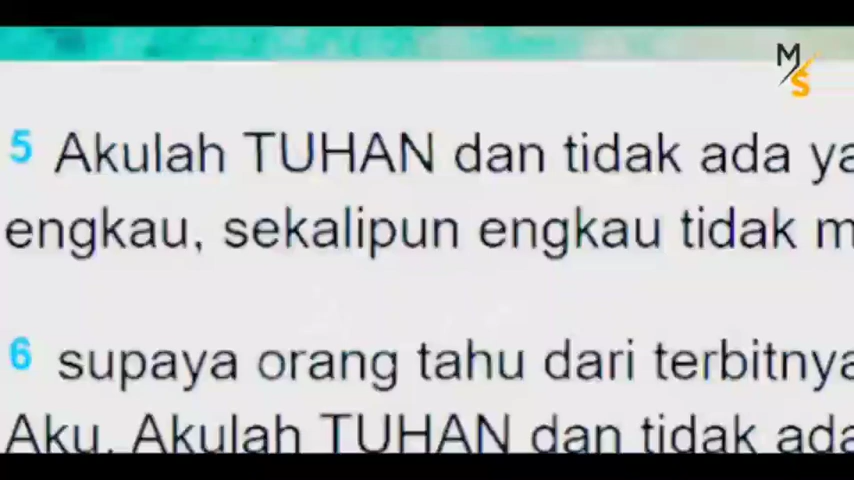 M
S
5 Akulah TUHAN dan tidak ada
engkau, sekalipun engkau tidak
6 supaya orang tahu dari terbitnya
Aku. Akulah TUHAN dan tidak ada